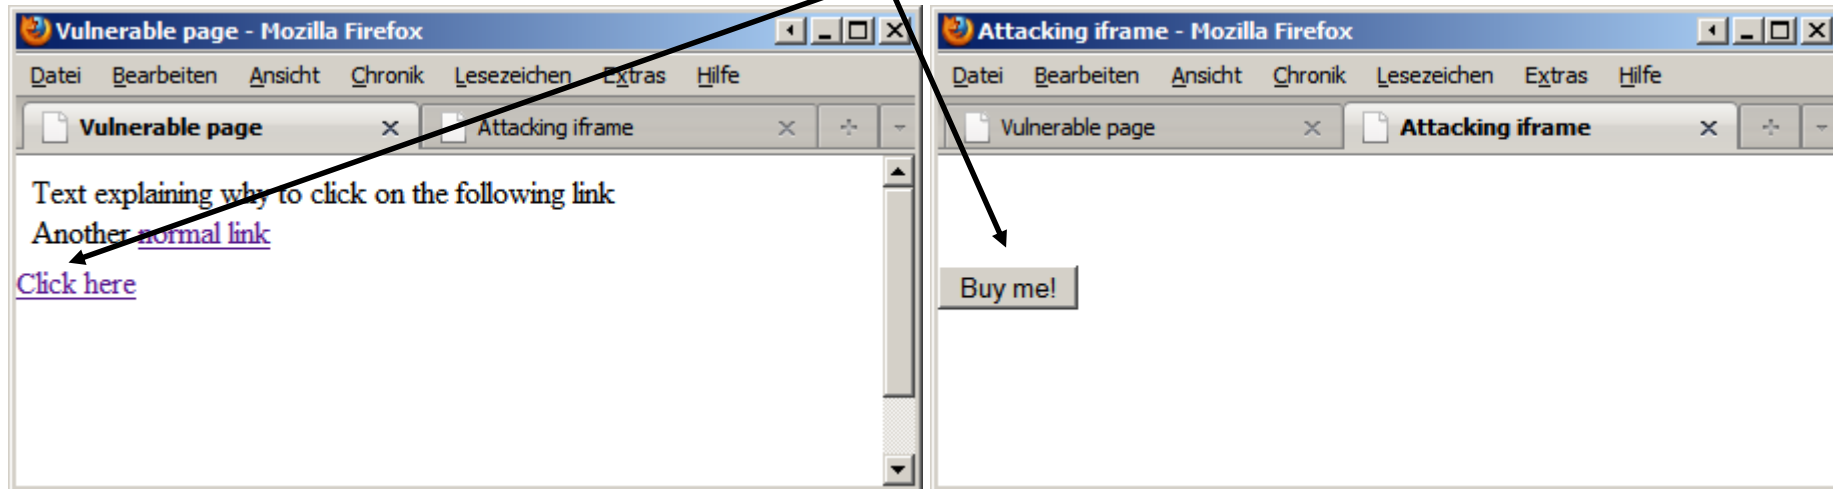 Vulnerable page - Mozilla Firefox
Datei Bearbeiten Ansicht Chronik Lesezeichen Extras Hilfe
Vulnerable page Attacking iframe
Text explaining why to click on the following link
Another normal link
Click here
Attacking iframe - Mozilla Firefox
Datei Bearbeiten Ansicht Chronik Lesezeichen Extras Hilfe
Vulnerable page Attacking iframe
Buy me!